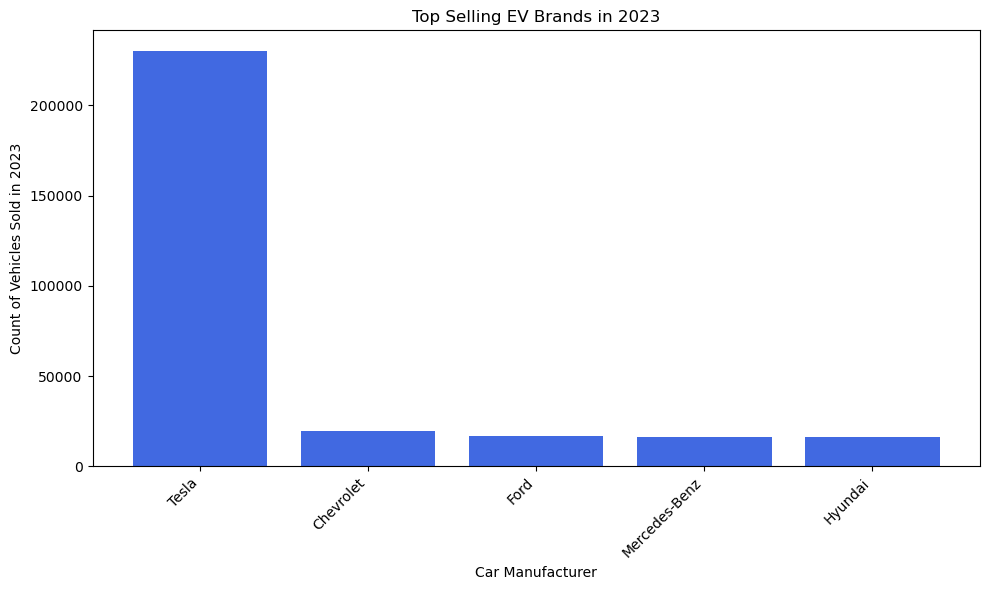 Top Selling EV Brands in 2023
Count of Vehicles Sold in 2023
200000
150000
100000
50000
0
Tesla
Chevrolet
Ford
Mercedes-Benz
Hyundai
Car Manufacturer